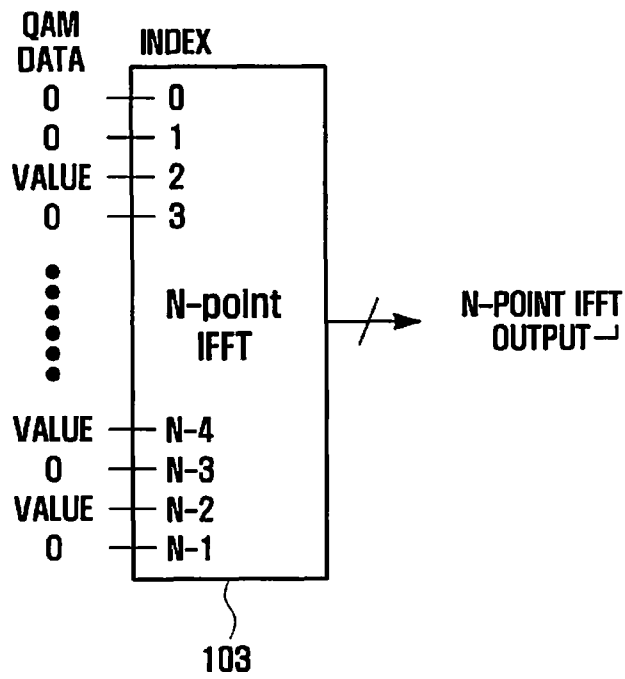 QAM
DATA
INDEX
0 0
0 1
VALUE 2
0 3
N-point
IFFT
N-POINT IFFT
OUTPUT
VALUE N-4
0 N-3
VALUE N-2
0 N-1
103